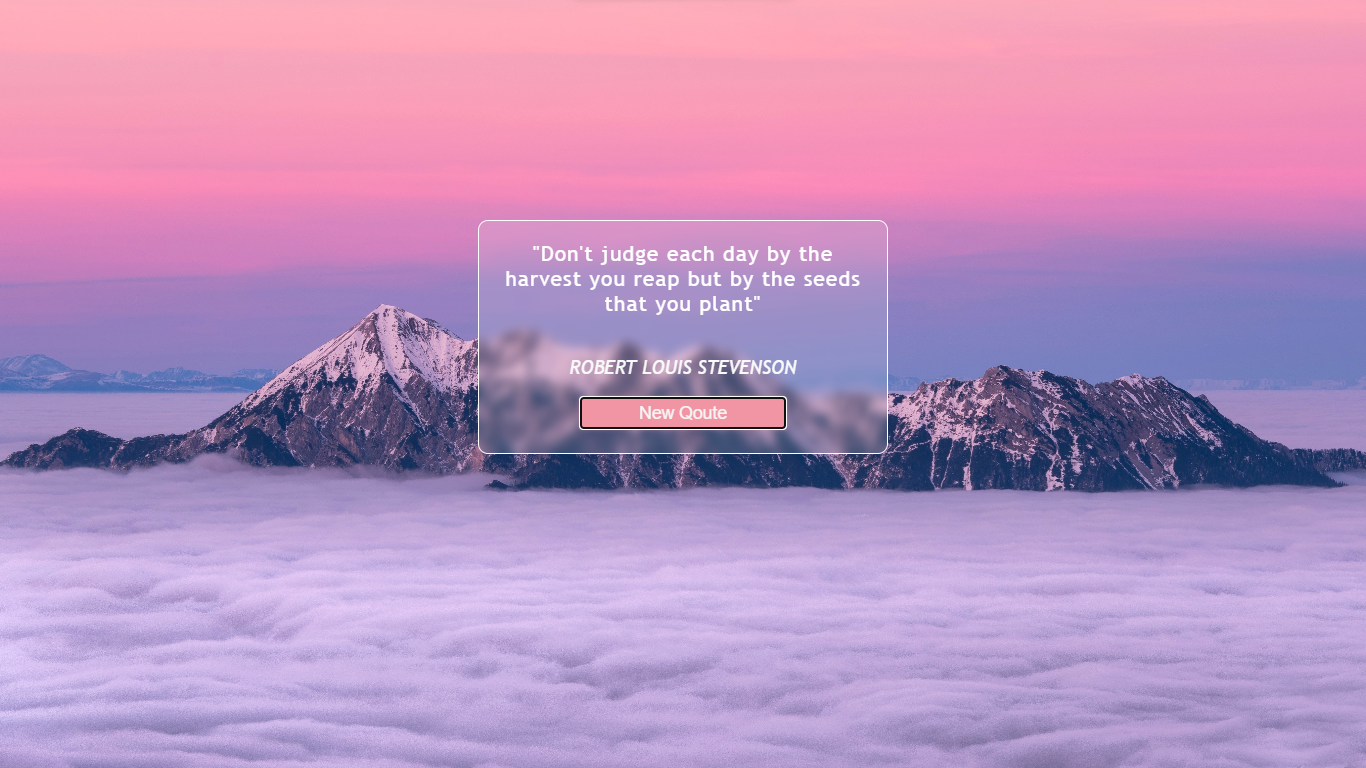 "Don't judge each day by the
harvest you reap but by the seeds
that you plant"
ROBERT LOUIS STEVENSON
New Qoute